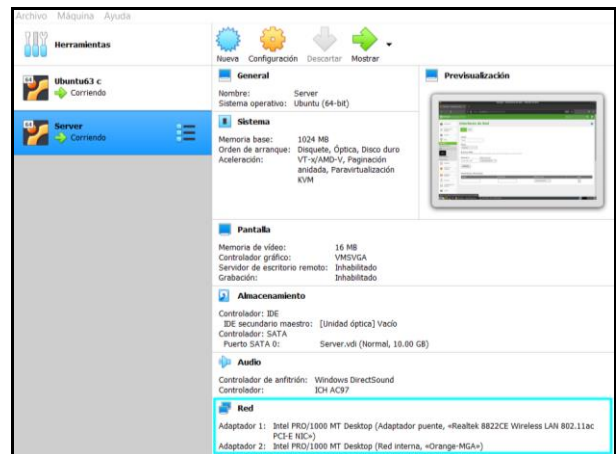 Archivo Máquina Ayuda
Herramientas
Nueva Configuración Descartar Mostrar
Ubuntu63 c
Corriendo
Server
Corriendo
General
Nombre: Server
Sistema operativo: Ubuntu (64-bit)
Previsualización
Sistema
Memoria base: 1024 MB
Orden de arranque: Disquete, Óptica, Disco duro
Aceleración: VT-x/AMD-V, Paginación
anidada, Paravirtualización
KVM
Pantalla
Memoria de vídeo: 16 MB
Controlador gráfico: VMSVGA
Servidor de escritorio remoto: Inhabilitado
Grabación: Inhabilitado
Almacenamiento
Controlador: IDE
IDE secundario maestro: [Unidad óptica] Vacío
Controlador: SATA
Puerto SATA 0: Server.vdi (Normal, 10.00 GB)
Audio
Controlador de anfitrión: Windows DirectSound
Controlador: ICH AC97
Red
Adaptador 1: Intel PRO/1000 MT Desktop (Adaptador puente, «Realtek 8822CE Wireless LAN 802.11ac
PCI-E NIC»)
Adaptador 2: Intel PRO/1000 MT Desktop (Red interna, «Orange-MGA»)